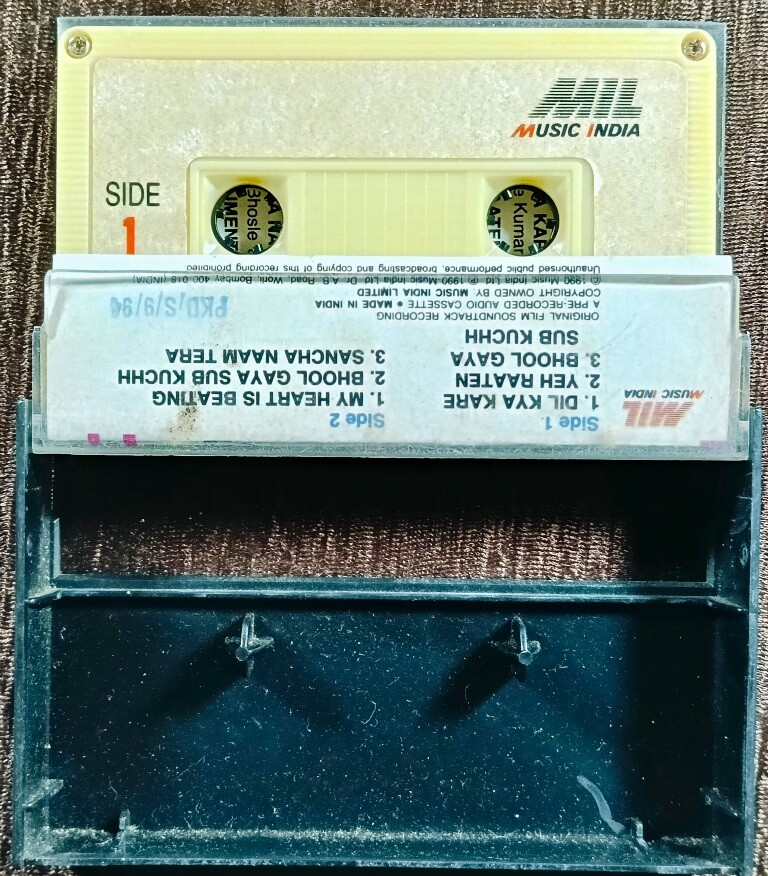 MIL
MUSIC INDIA
SIDE
1
Bhosle
MIL
MUSIC INDIA
Side 1
1. DIL KYA KARE
2. YEH RAATEN
3. BHOOL GAYA
SUB KUCHH
Side 2
1. MY HEART IS BEATING
2. BHOOL GAYA SUB KUCHH
3. SANCHA NAAM TERA
ORIGINAL FILM SOUNDTRACK RECORDING
A PRE-RECORDED AUDIO CASSETTE ● MADE IN INDIA
COPYRIGHT OWNED BY MUSIC INDIA LIMITED
© 1990 Music India Ltd ℗ 1990 Music India Ltd. Dr A.B. Road, Worli, Bombay 400 018 (INDIA)
Unauthorised public performance, broadcasting and copying of this recording prohibited
PKD/S/9/94